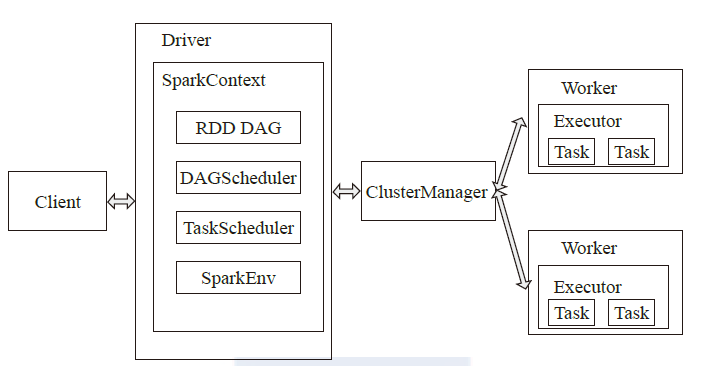 Driver
SparkContext
RDD DAG
DAGScheduler
TaskScheduler
SparkEnv
Client
ClusterManager
Worker
Executor
Task Task
Worker
Executor
Task Task